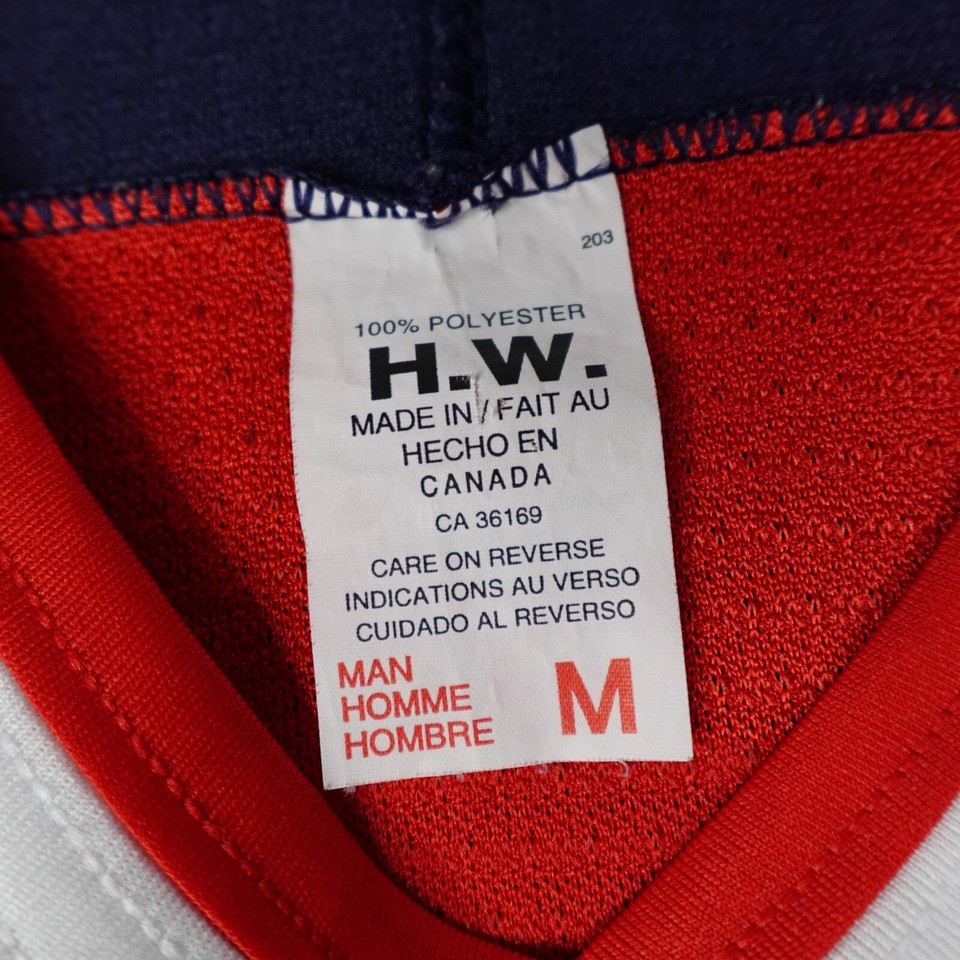 203
100% POLYESTER
H.W.
MADE IN / FAIT AU
HECHO EN
CANADA
CA 36169
CARE ON REVERSE
INDICATIONS AU VERSO
CUIDADO AL REVERSO
MAN
HOMME
HOMBRE
M